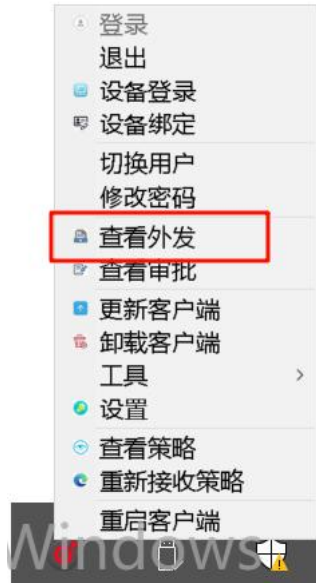 登录
退出
设备登录
设备绑定
切换用户
修改密码
查看外发
查看审批
更新客户端
卸载客户端
工具
设置
查看策略
重新接收策略
重启客户端
Windows